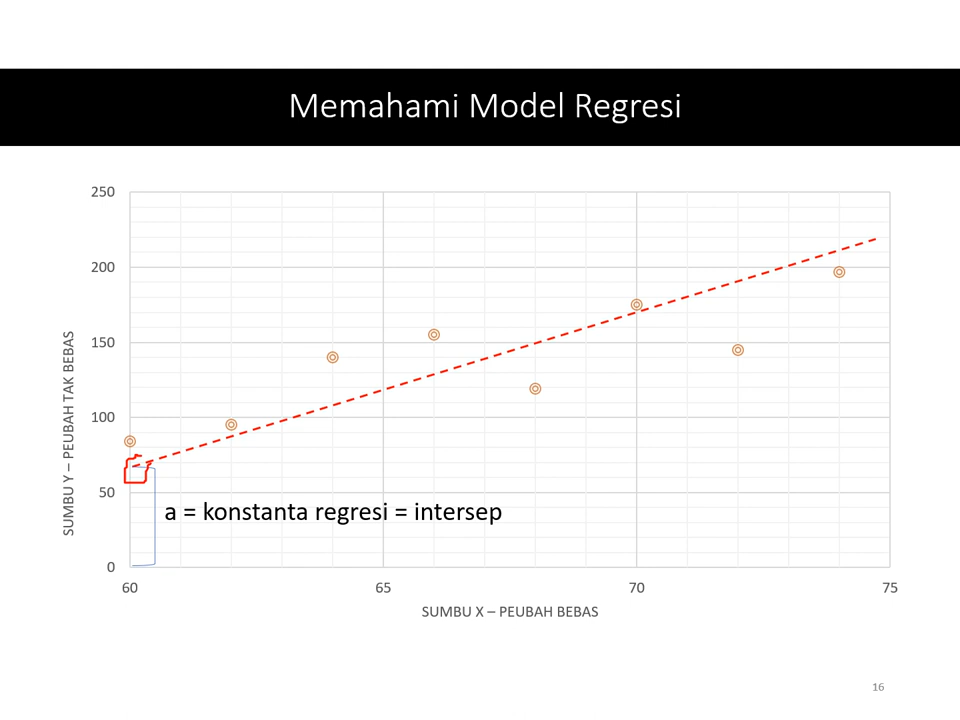 Memahami Model Regresi
250
200
150
100
50
0
SUMBU Y – PEUBAH TAK BEBAS
a = konstanta regresi = intersep
60 65 70 75
SUMBU X – PEUBAH BEBAS
16